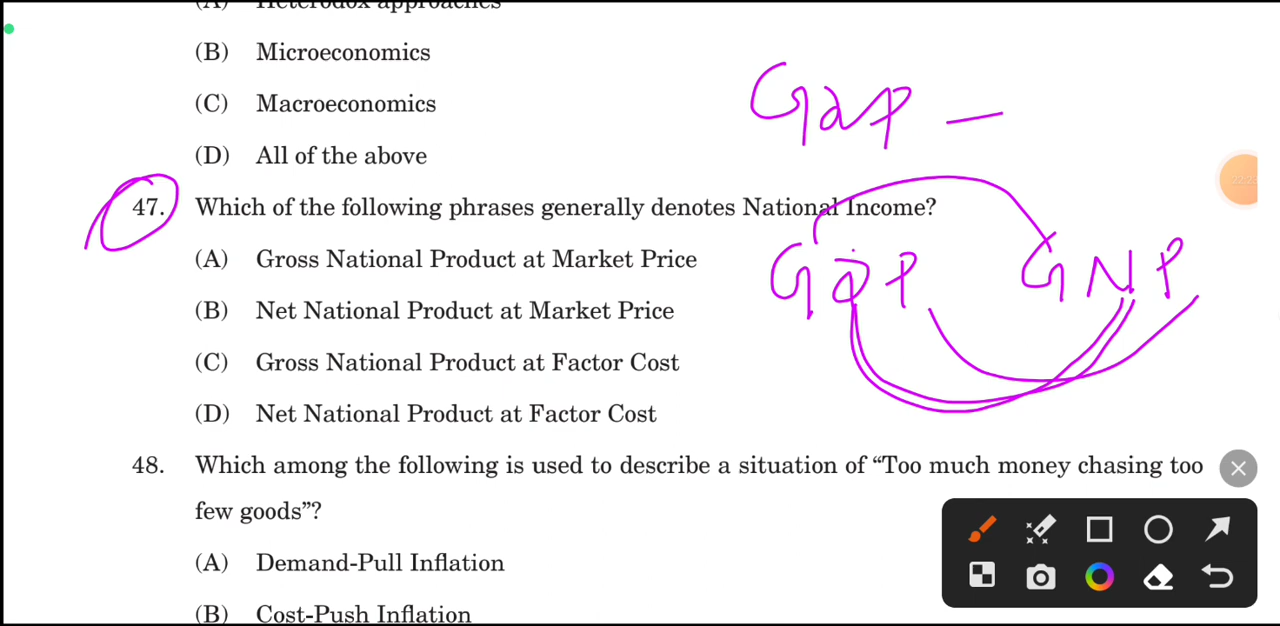 (A) Heterodox approaches
(B) Microeconomics
(C) Macroeconomics
(D) All of the above
47. Which of the following phrases generally denotes National Income?
(A) Gross National Product at Market Price
(B) Net National Product at Market Price
(C) Gross National Product at Factor Cost
(D) Net National Product at Factor Cost
GDP GNP
48. Which among the following is used to describe a situation of “Too much money chasing too
few goods”?
(A) Demand-Pull Inflation
(B) Cost-Push Inflation